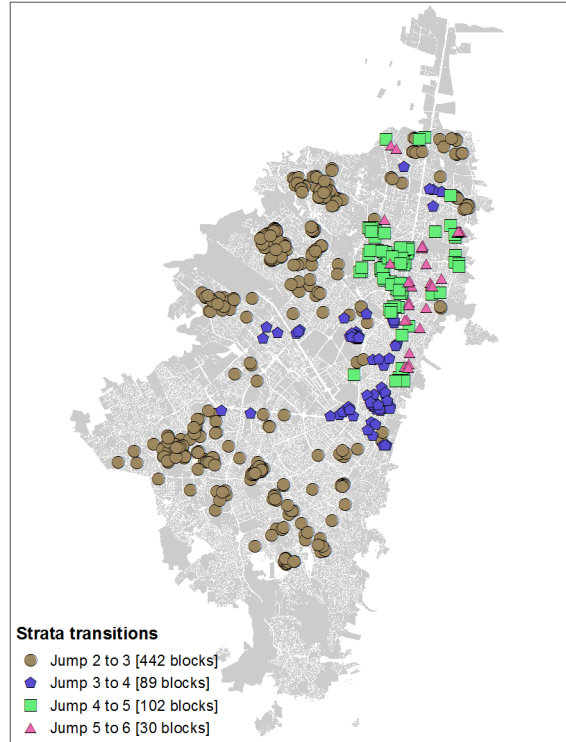 Strata transitions
Jump 2 to 3 [442 blocks]
Jump 3 to 4 [89 blocks]
Jump 4 to 5 [102 blocks]
Jump 5 to 6 [30 blocks]